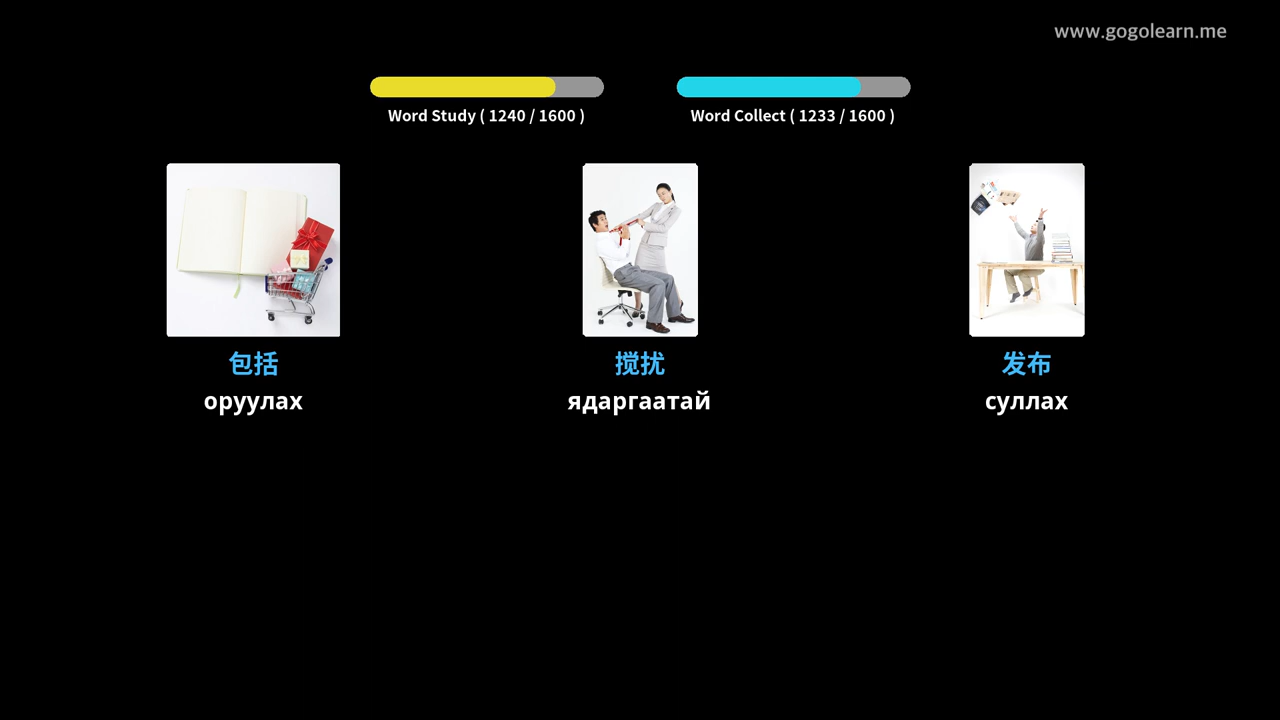 www.gogolearn.me
Word Study ( 1240 / 1600 )
Word Collect ( 1233 / 1600 )
包括
搅扰
发布
оруулах
ядаргаатай
суллах